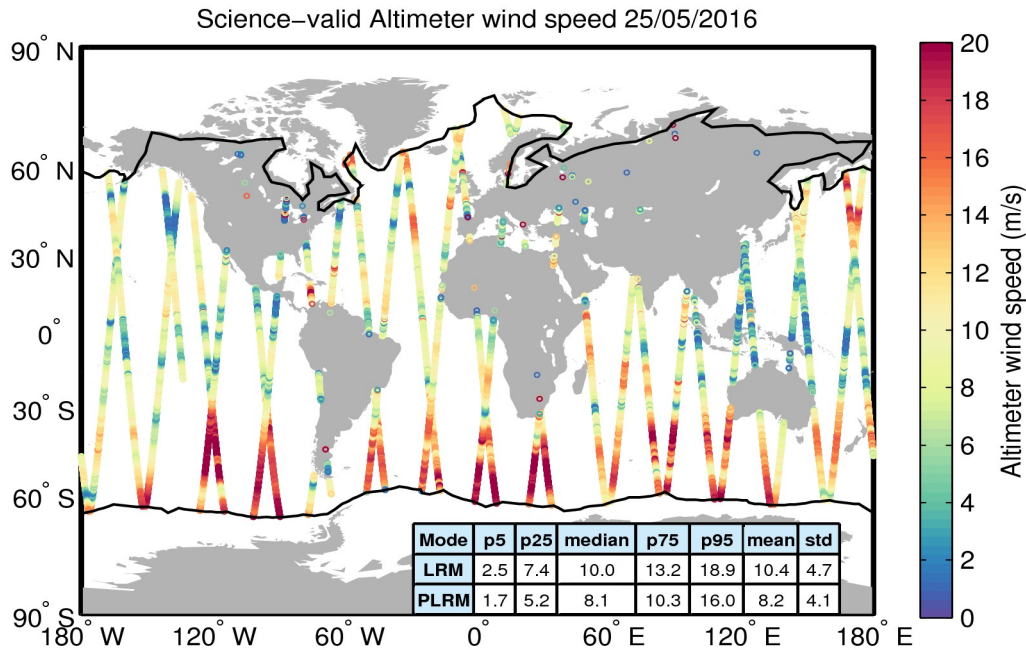 Science−valid Altimeter wind speed 25/05/2016
90° N
60° N
30° N
0°
30° S
60° S
90° S
180° W
120° W
60° W
0°
60° E
120° E
180° E
Mode p5 p25 median p75 p95 mean std
LRM 2.5 7.4 10.0 13.2 18.9 10.4 4.7
PLRM 1.7 5.2 8.1 10.3 16.0 8.2 4.1
20
18
16
14
12
10
8
6
4
2
0
Altimeter wind speed (m/s)